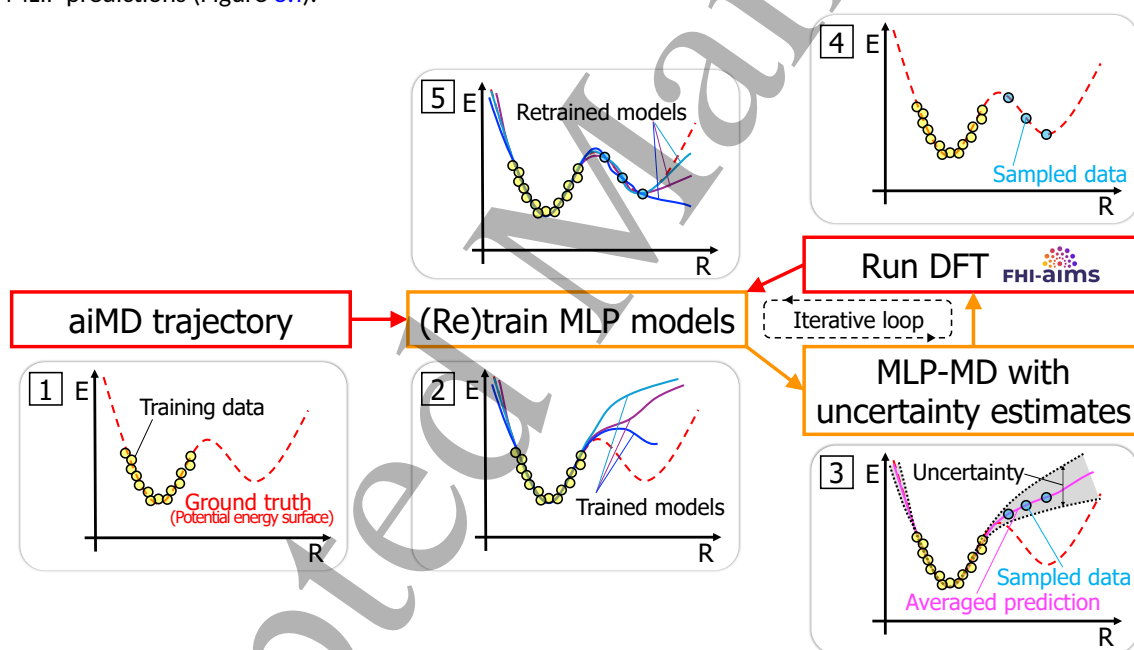 MLIP predictions (Figure
4
E
Sampled data
R
5
E
Retrained models
R
Run DFT FHI-aims
aiMD trajectory
(Re)train MLP models
Iterative loop
MLP-MD with
uncertainty estimates
1
E
Training data
Ground truth
(Potential energy surface)
R
2
E
Trained models
R
3
E
Uncertainty
Sampled data
Averaged prediction
R